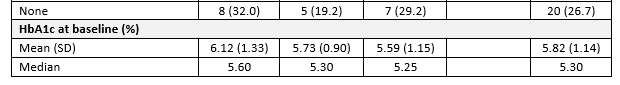 None 8 (32.0) 5 (19.2) 7 (29.2) 20 (26.7)
HbA1c at baseline (%)
Mean (SD) 6.12 (1.33) 5.73 (0.90) 5.59 (1.15) 5.82 (1.14)
Median 5.60 5.30 5.25 5.30